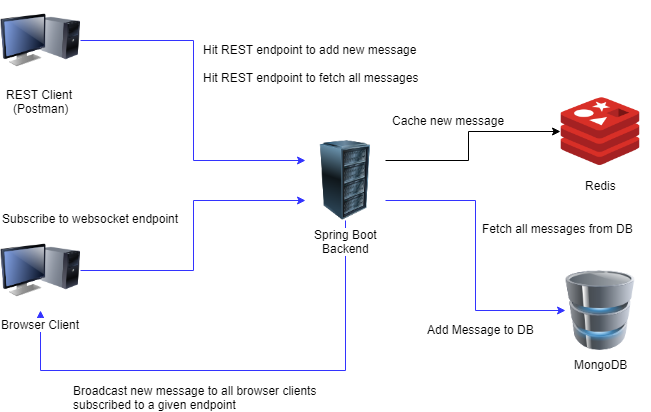 Hit REST endpoint to add new message
Hit REST endpoint to fetch all messages
REST Client
(Postman)
Cache new message
Redis
Subscribe to websocket endpoint
Spring Boot
Backend
Fetch all messages from DB
Browser Client
Add Message to DB
MongoDB
Broadcast new message to all browser clients
subscribed to a given endpoint